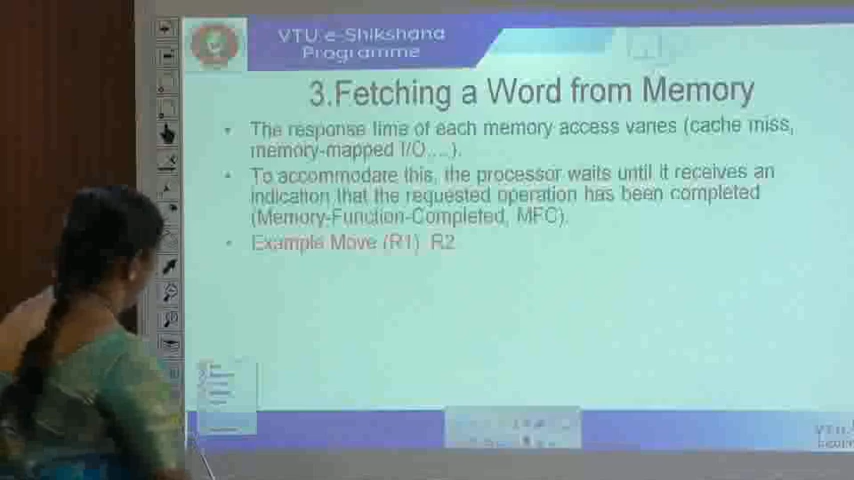 VTU e-Shikshana
Programme
3.Fetching a Word from Memory
• The response time of each memory access varies (cache miss,
memory-mapped I/O....).
• To accommodate this, the processor waits until it receives an
indication that the requested operation has been completed
(Memory-Function-Completed, MFC).
• Example Move (R1) R2
VTU